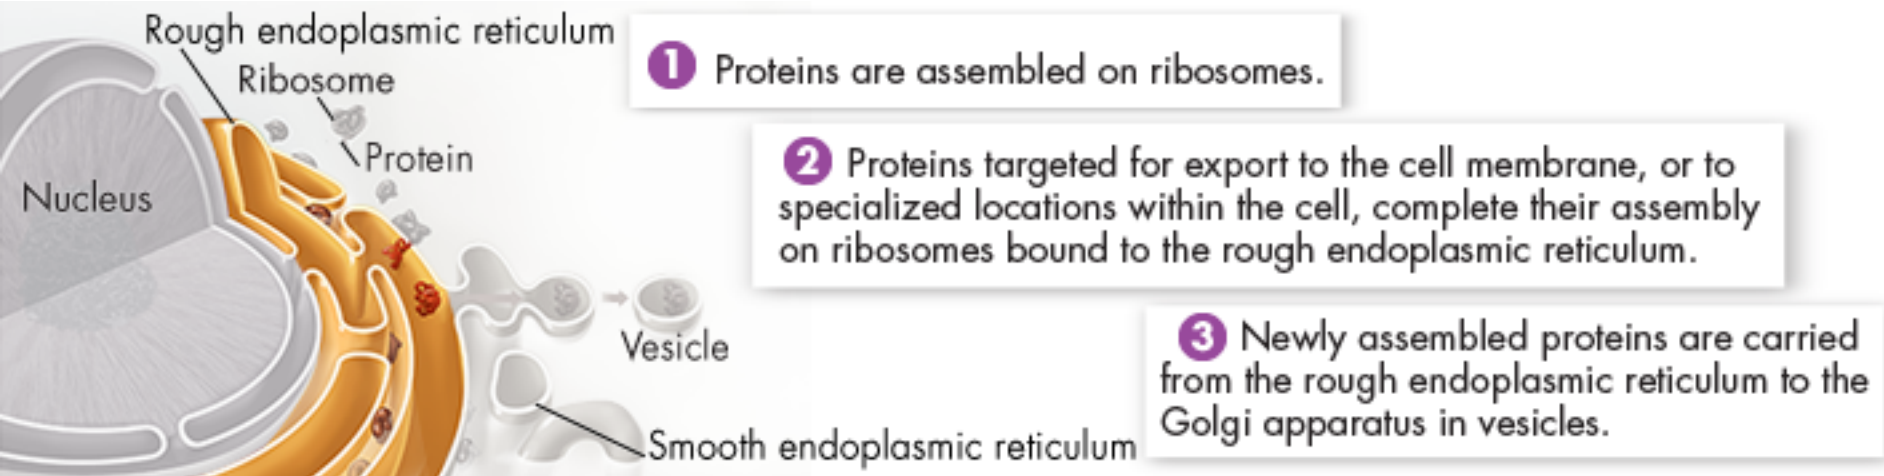 Rough endoplasmic reticulum
Ribosome
Protein
Nucleus
Vesicle
Smooth endoplasmic reticulum
1 Proteins are assembled on ribosomes.
2 Proteins targeted for export to the cell membrane, or to
specialized locations within the cell, complete their assembly
on ribosomes bound to the rough endoplasmic reticulum.
3 Newly assembled proteins are carried
from the rough endoplasmic reticulum to the
Golgi apparatus in vesicles.